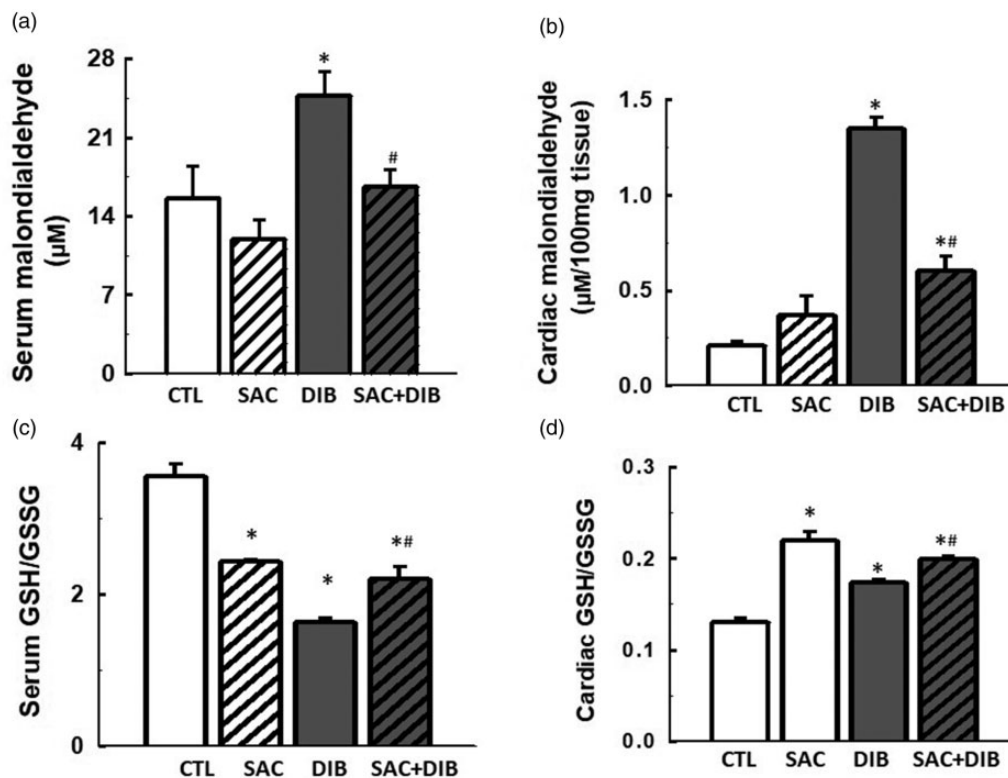 (a)
Serum malondialdehyde
(µM)
28
21
14
7
0
*
#
CTL SAC DIB SAC+DIB
(b)
Cardiac malondialdehyde
(µM/100mg tissue)
1.5
1.0
0.5
0.0
*
*#
CTL SAC DIB SAC+DIB
(c)
Serum GSH/GSSG
4
2
0
*
*
*#
CTL SAC DIB SAC+DIB
(d)
Cardiac GSH/GSSG
0.3
0.2
0.1
0.0
*
*
*#
CTL SAC DIB SAC+DIB